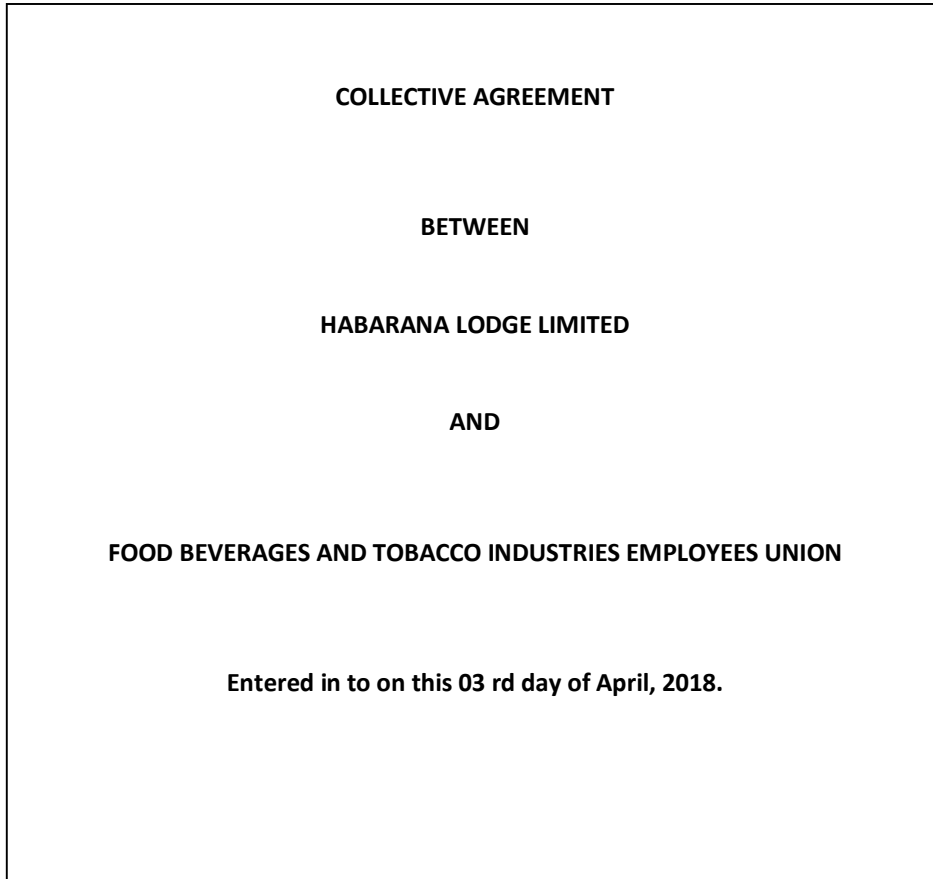 COLLECTIVE AGREEMENT
BETWEEN
HABARANA LODGE LIMITED
AND
FOOD BEVERAGES AND TOBACCO INDUSTRIES EMPLOYEES UNION
Entered in to on this 03 rd day of April, 2018.